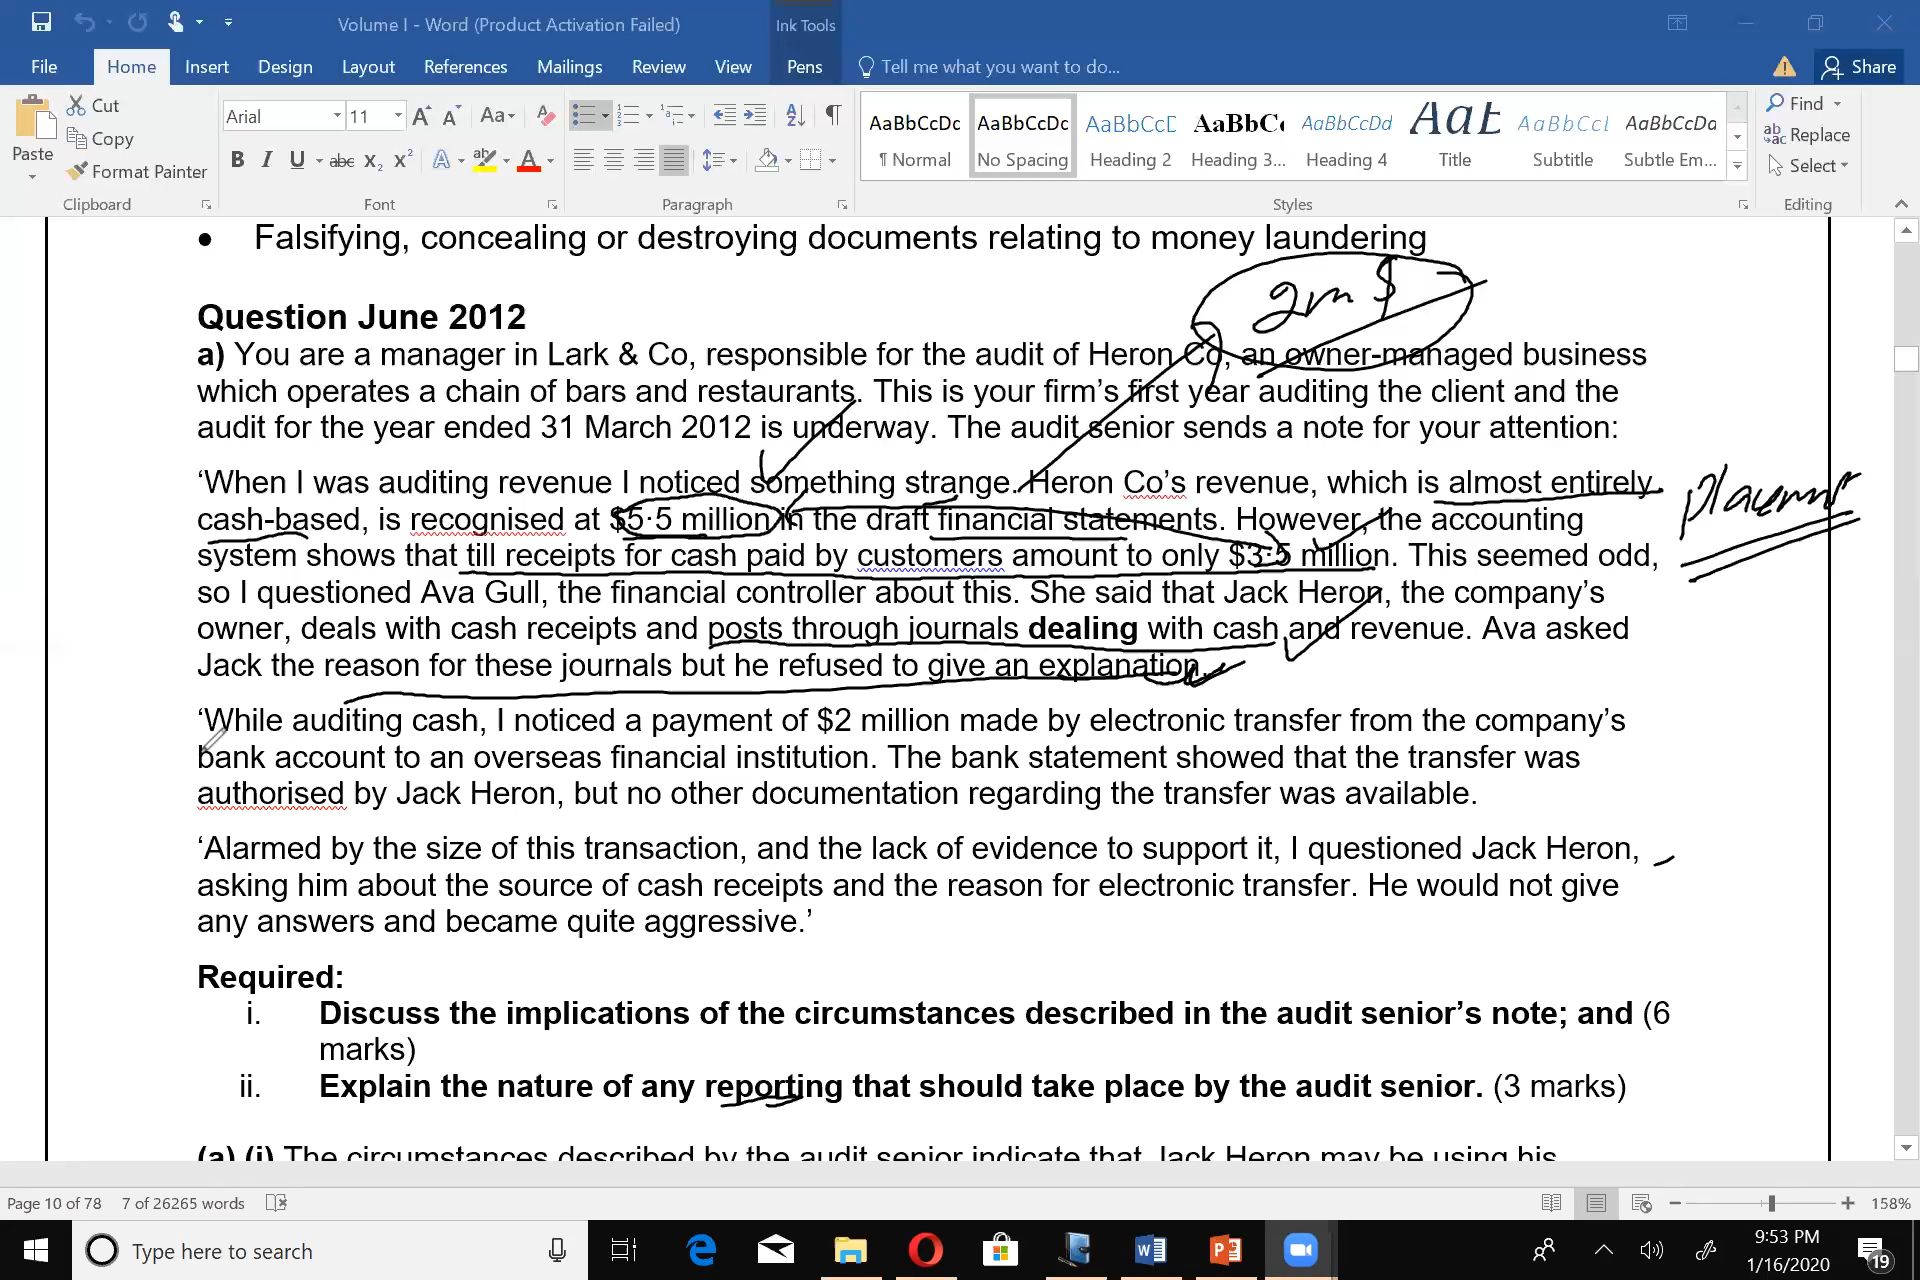 Volume I - Word (Product Activation Failed)
Ink Tools
File
Home
Insert
Design
Layout
References
Mailings
Review
View
Pens
Tell me what you want to do...
Share
Paste
Cut
Copy
Format Painter
Clipboard
Arial
11
Font
Paragraph
AaBbCcDc
¶ Normal
AaBbCcDc
No Spacing
AaBbCcD
Heading 2
AaBbCc
Heading 3...
AaBbCcDd
Heading 4
AaB
Title
AaBbCcD
Subtitle
AaBbCcDd
Subtle Em...
Styles
Find
Replace
Select
Editing
• Falsifying, concealing or destroying documents relating to money laundering
2m $
Question June 2012
a) You are a manager in Lark & Co, responsible for the audit of Heron Co, an owner-managed business
which operates a chain of bars and restaurants. This is your firm's first year auditing the client and the
audit for the year ended 31 March 2012 is underway. The audit senior sends a note for your attention:
‘When I was auditing revenue I noticed something strange. Heron Co’s revenue, which is almost entirely
cash-based, is recognised at $5·5 million in the draft financial statements. However, the accounting
system shows that till receipts for cash paid by customers amount to only $3·5 million. This seemed odd,
so I questioned Ava Gull, the financial controller about this. She said that Jack Heron, the company’s
owner, deals with cash receipts and posts through journals dealing with cash and revenue. Ava asked
Jack the reason for these journals but he refused to give an explanation.
placement
‘While auditing cash, I noticed a payment of $2 million made by electronic transfer from the company’s
bank account to an overseas financial institution. The bank statement showed that the transfer was
authorised by Jack Heron, but no other documentation regarding the transfer was available.
‘Alarmed by the size of this transaction, and the lack of evidence to support it, I questioned Jack Heron,
asking him about the source of cash receipts and the reason for electronic transfer. He would not give
any answers and became quite aggressive.’
Required:
i. Discuss the implications of the circumstances described in the audit senior’s note; and (6
marks)
ii. Explain the nature of any reporting that should take place by the audit senior. (3 marks)
(a) (i) The circumstances described by the audit senior indicate that Jack Heron may be using his
Page 10 of 78
7 of 26265 words
158%
Type here to search
9:53 PM
1/16/2020
19